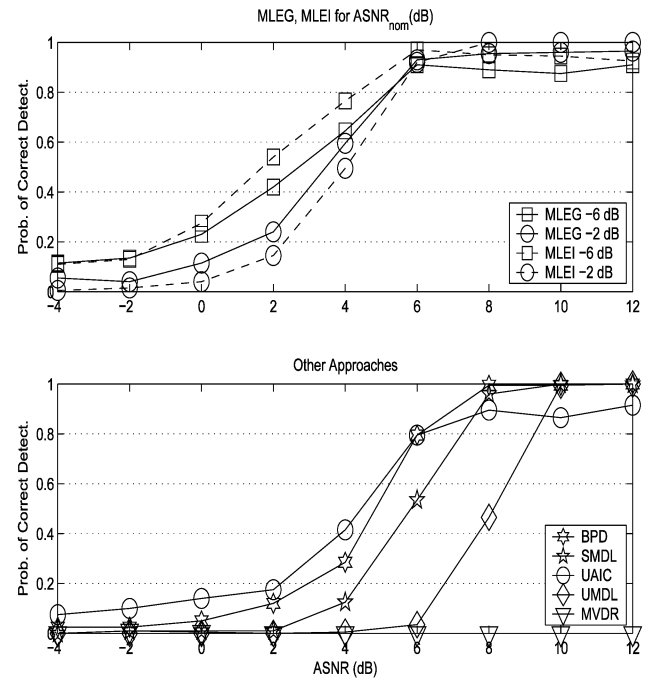 MLEG, MLEI for ASNRnom(dB)
Prob. of Correct Detect.
1
0.8
0.6
0.4
0.2
0
MLEG −6 dB
MLEG −2 dB
MLEI −6 dB
MLEI −2 dB
−4 −2 0 2 4 6 8 10 12
Other Approaches
Prob. of Correct Detect.
1
0.8
0.6
0.4
0.2
0
BPD
SMDL
UAIC
UMDL
MVDR
−4 −2 0 2 4 6 8 10 12
ASNR (dB)